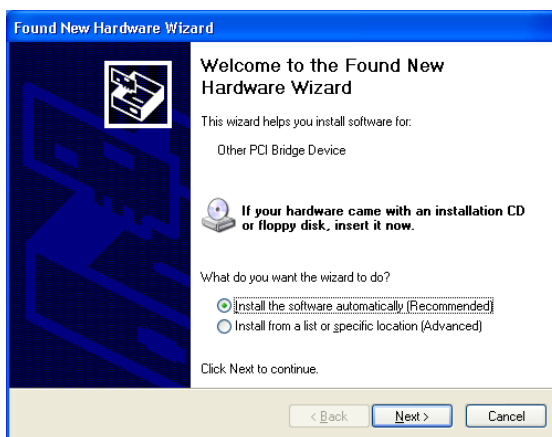 Found New Hardware Wizard
Welcome to the Found New
Hardware Wizard
This wizard helps you install software for:
Other PCI Bridge Device
If your hardware came with an installation CD
or floppy disk, insert it now.
What do you want the wizard to do?
Install the software automatically (Recommended)
Install from a list or specific location (Advanced)
Click Next to continue.
< Back
Next >
Cancel